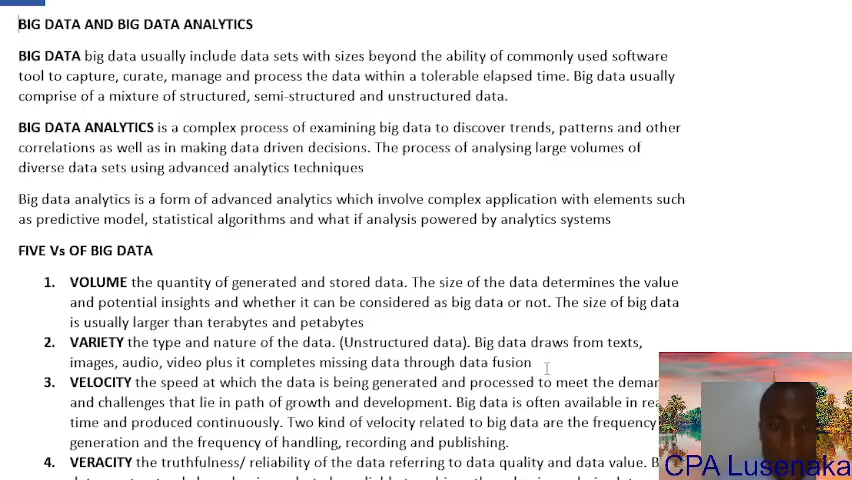 BIG DATA AND BIG DATA ANALYTICS
BIG DATA big data usually include data sets with sizes beyond the ability of commonly used software
tool to capture, curate, manage and process the data within a tolerable elapsed time. Big data usually
comprise of a mixture of structured, semi-structured and unstructured data.
BIG DATA ANALYTICS is a complex process of examining big data to discover trends, patterns and other
correlations as well as in making data driven decisions. The process of analysing large volumes of
diverse data sets using advanced analytics techniques
Big data analytics is a form of advanced analytics which involve complex application with elements such
as predictive model, statistical algorithms and what if analysis powered by analytics systems
FIVE Vs OF BIG DATA
1. VOLUME the quantity of generated and stored data. The size of the data determines the value
and potential insights and whether it can be considered as big data or not. The size of big data
is usually larger than terabytes and petabytes
2. VARIETY the type and nature of the data. (Unstructured data). Big data draws from texts,
images, audio, video plus it completes missing data through data fusion
3. VELOCITY the speed at which the data is being generated and processed to meet the
and challenges that lie in path of growth and development. Big data is often available in
time and produced continuously. Two kind of velocity related to big data are the frequency
generation and the frequency of handling, recording and publishing.
4. VERACITY the truthfulness/ reliability of the data referring to data quality and data value.
CPA Lusenaka